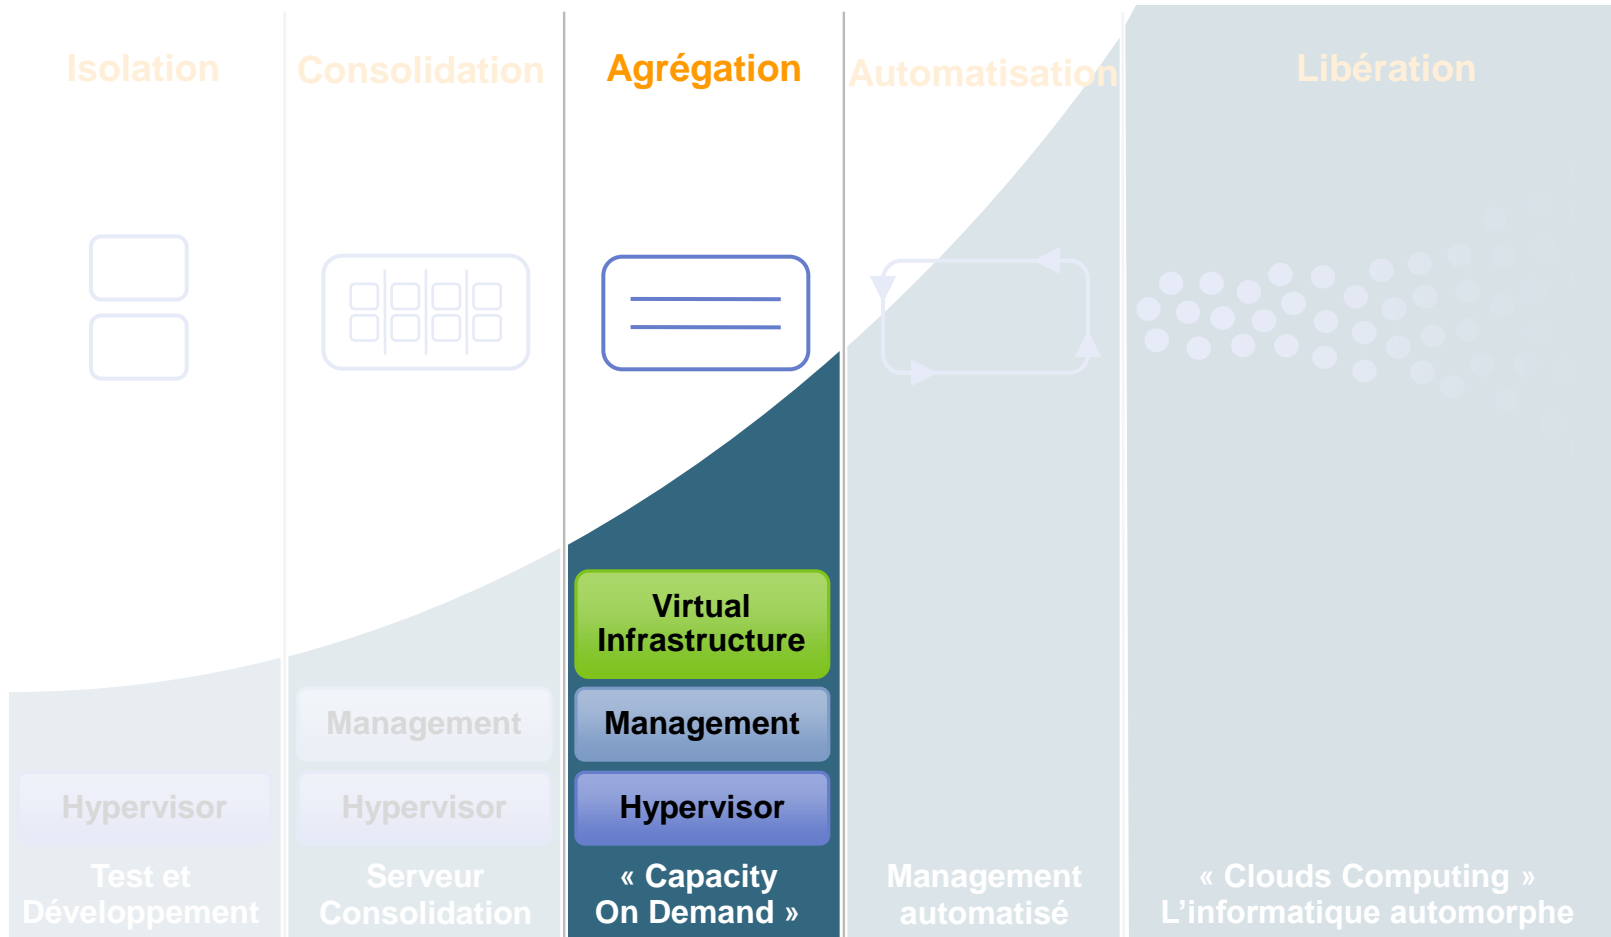 Isolation
Consolidation
Agrégation
Automatisation
Libération
Virtual
Infrastructure
Management
Management
Hypervisor
Hypervisor
Hypervisor
Test et
Développement
Serveur
Consolidation
« Capacity
On Demand »
Management
automatisé
« Clouds Computing »
L’informatique automorphe